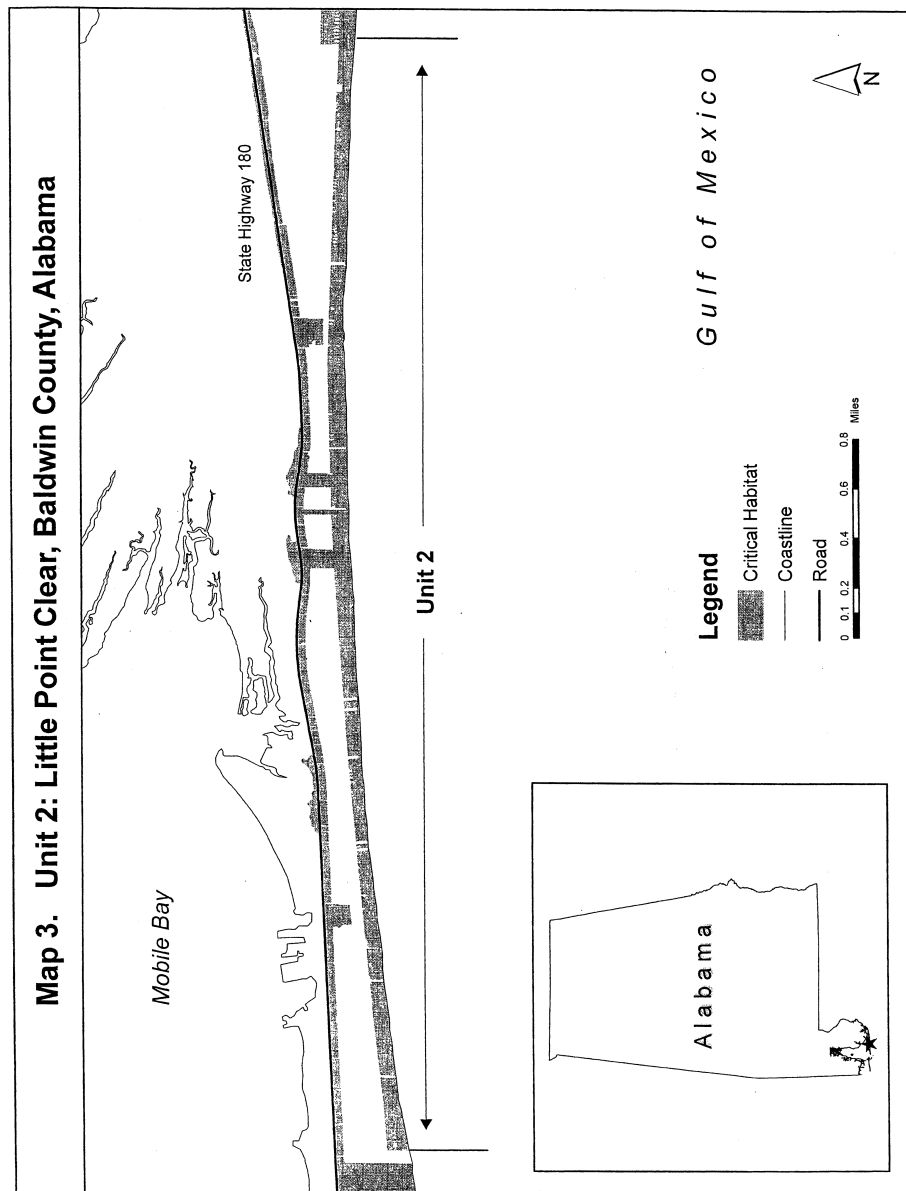 Map 3. Unit 2: Little Point Clear, Baldwin County, Alabama
Mobile Bay
State Highway 180
Unit 2
Gulf of Mexico
Alabama
Legend
Critical Habitat
Coastline
Road
0 0.1 0.2 0.4 0.6 0.8
Miles
N